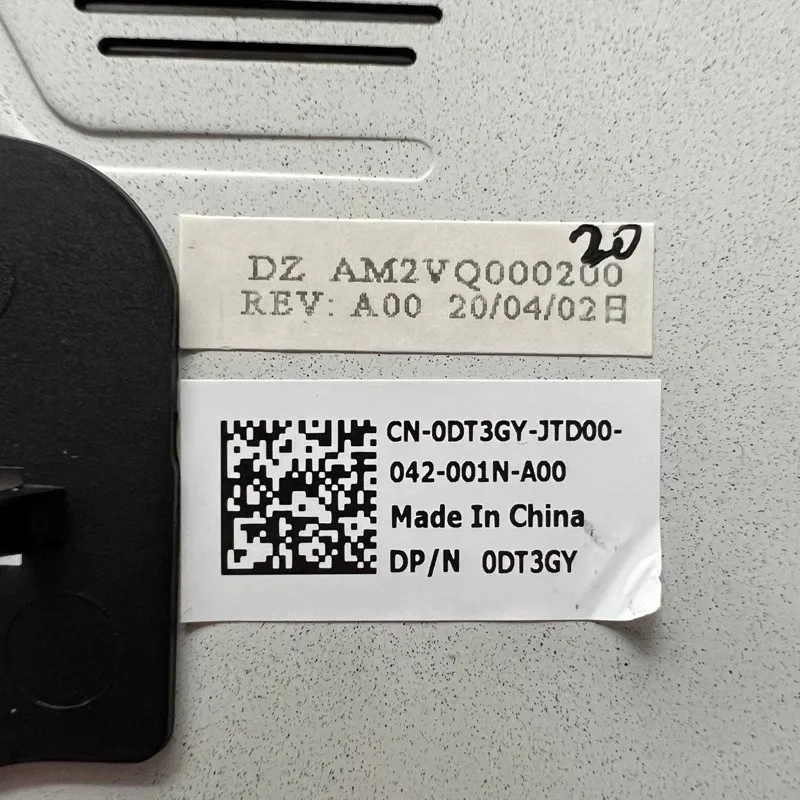 20
DZ AM2VQ000200
REV: A00 20/04/02日
CN-0DT3GY-JTD00-
042-001N-A00
Made In China
DP/N 0DT3GY